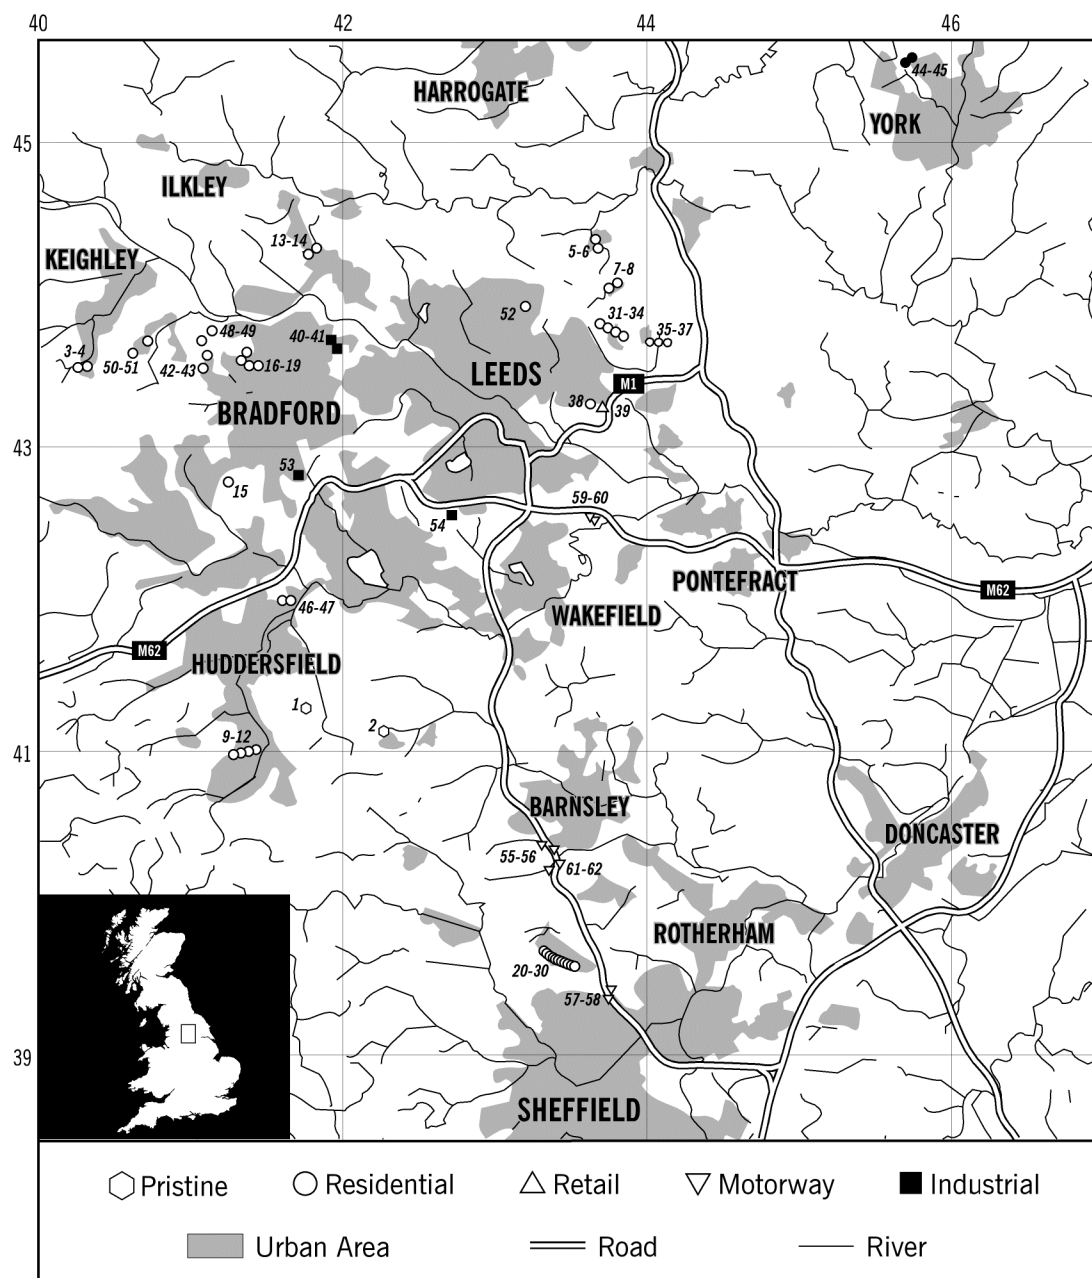 40 42 44 46
HARROGATE
44-45
YORK
45
ILKLEY
13-14
5-6
KEIGHLEY
7-8
52
31-34
48-49
40-41
35-37
3-4
50-51
42-43
16-19
LEEDS
M1
BRADFORD
38
39
43
53
15
59-60
54
PONTEFRACT
M62
46-47
WAKEFIELD
M62
HUDDERSFIELD
1
2
9-12
41
BARNSLEY
DONCASTER
55-56
61-62
ROTHERHAM
20-30
57-58
39
SHEFFIELD
Pristine Residential Retail Motorway Industrial
Urban Area Road River